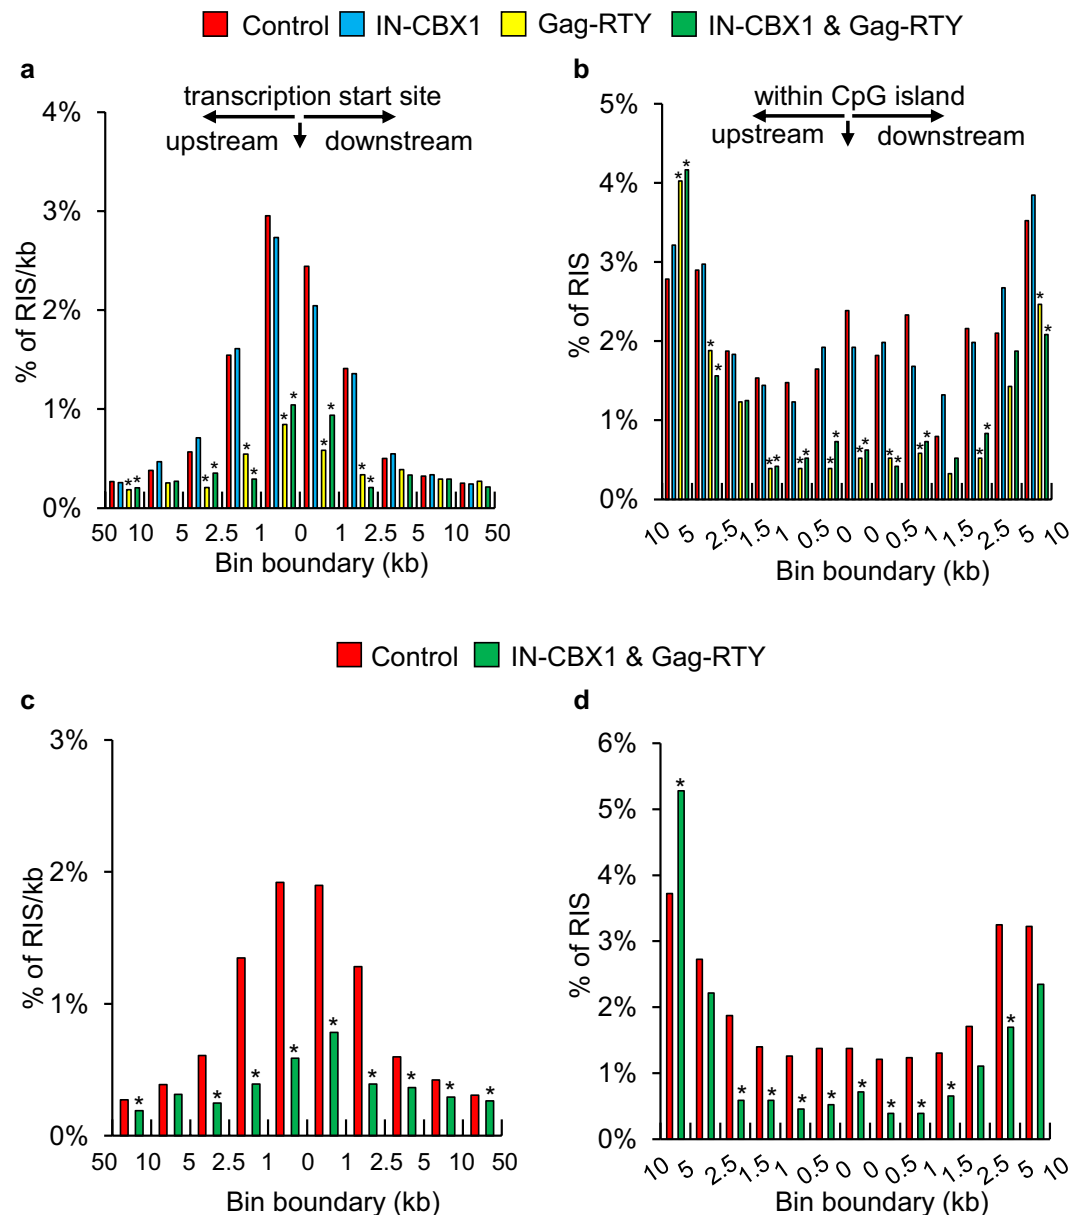 Control IN-CBX1 Gag-RTY IN-CBX1 & Gag-RTY
a
transcription start site
upstream downstream
4%
3%
2%
1%
0%
% of RIS/kb
* * * * * * * * * * * *
50 10 5 2.5 1 0 1 2.5 5 10 50
Bin boundary (kb)
b
within CpG island
upstream downstream
5%
4%
3%
2%
1%
0%
% of RIS
* * * * * * * * * * * * * * * * * * * * * *
10 5 2.5 1.5 1 0.5 0 0 0.5 1 1.5 2.5 5 10
Bin boundary (kb)
Control IN-CBX1 & Gag-RTY
c
3%
2%
1%
0%
% of RIS/kb
* * * * * * * * *
50 10 5 2.5 1 0 1 2.5 5 10 50
Bin boundary (kb)
d
6%
5%
4%
3%
2%
1%
0%
% of RIS
* * * * * * * * * *
10 5 2.5 1.5 1 0.5 0 0 0.5 1 1.5 2.5 5 10
Bin boundary (kb)